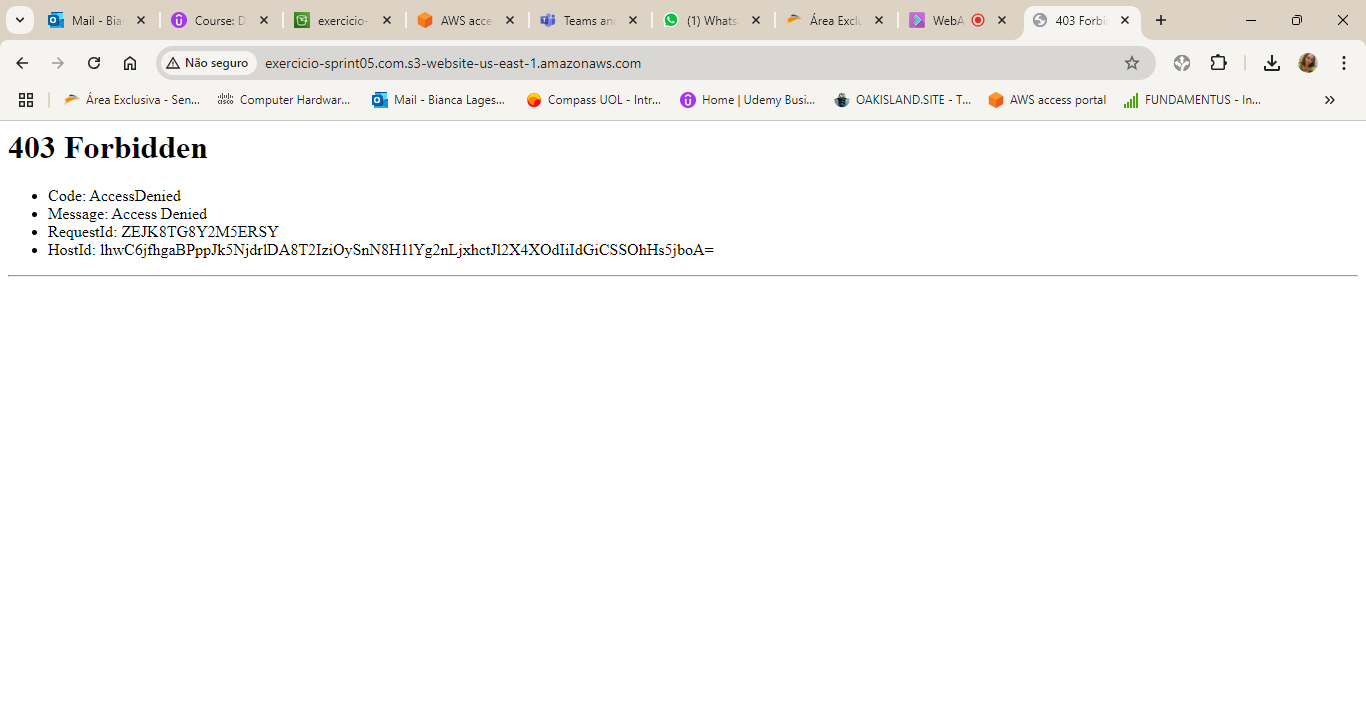 Mail - Bia
Course: D
exercicio-
AWS acce
Teams an
(1) Whats
Área Exclu
WebA
403 Forbi
Não seguro
exercicio-sprint05.com.s3-website-us-east-1.amazonaws.com
Área Exclusiva - Sen...
Computer Hardwar...
Mail - Bianca Lages...
Compass UOL - Intr...
Home | Udemy Busi...
OAKISLAND.SITE - T...
AWS access portal
FUNDAMENTUS - In...
403 Forbidden
• Code: AccessDenied
• Message: Access Denied
• RequestId: ZEJK8TG8Y2M5ERSY
• HostId: lhwC6jfhgaBPppJk5NjdrlDA8T2IziOySnN8H1lYg2nLjxhctJl2X4XOdIiIdGiCSSOhHs5jboA=